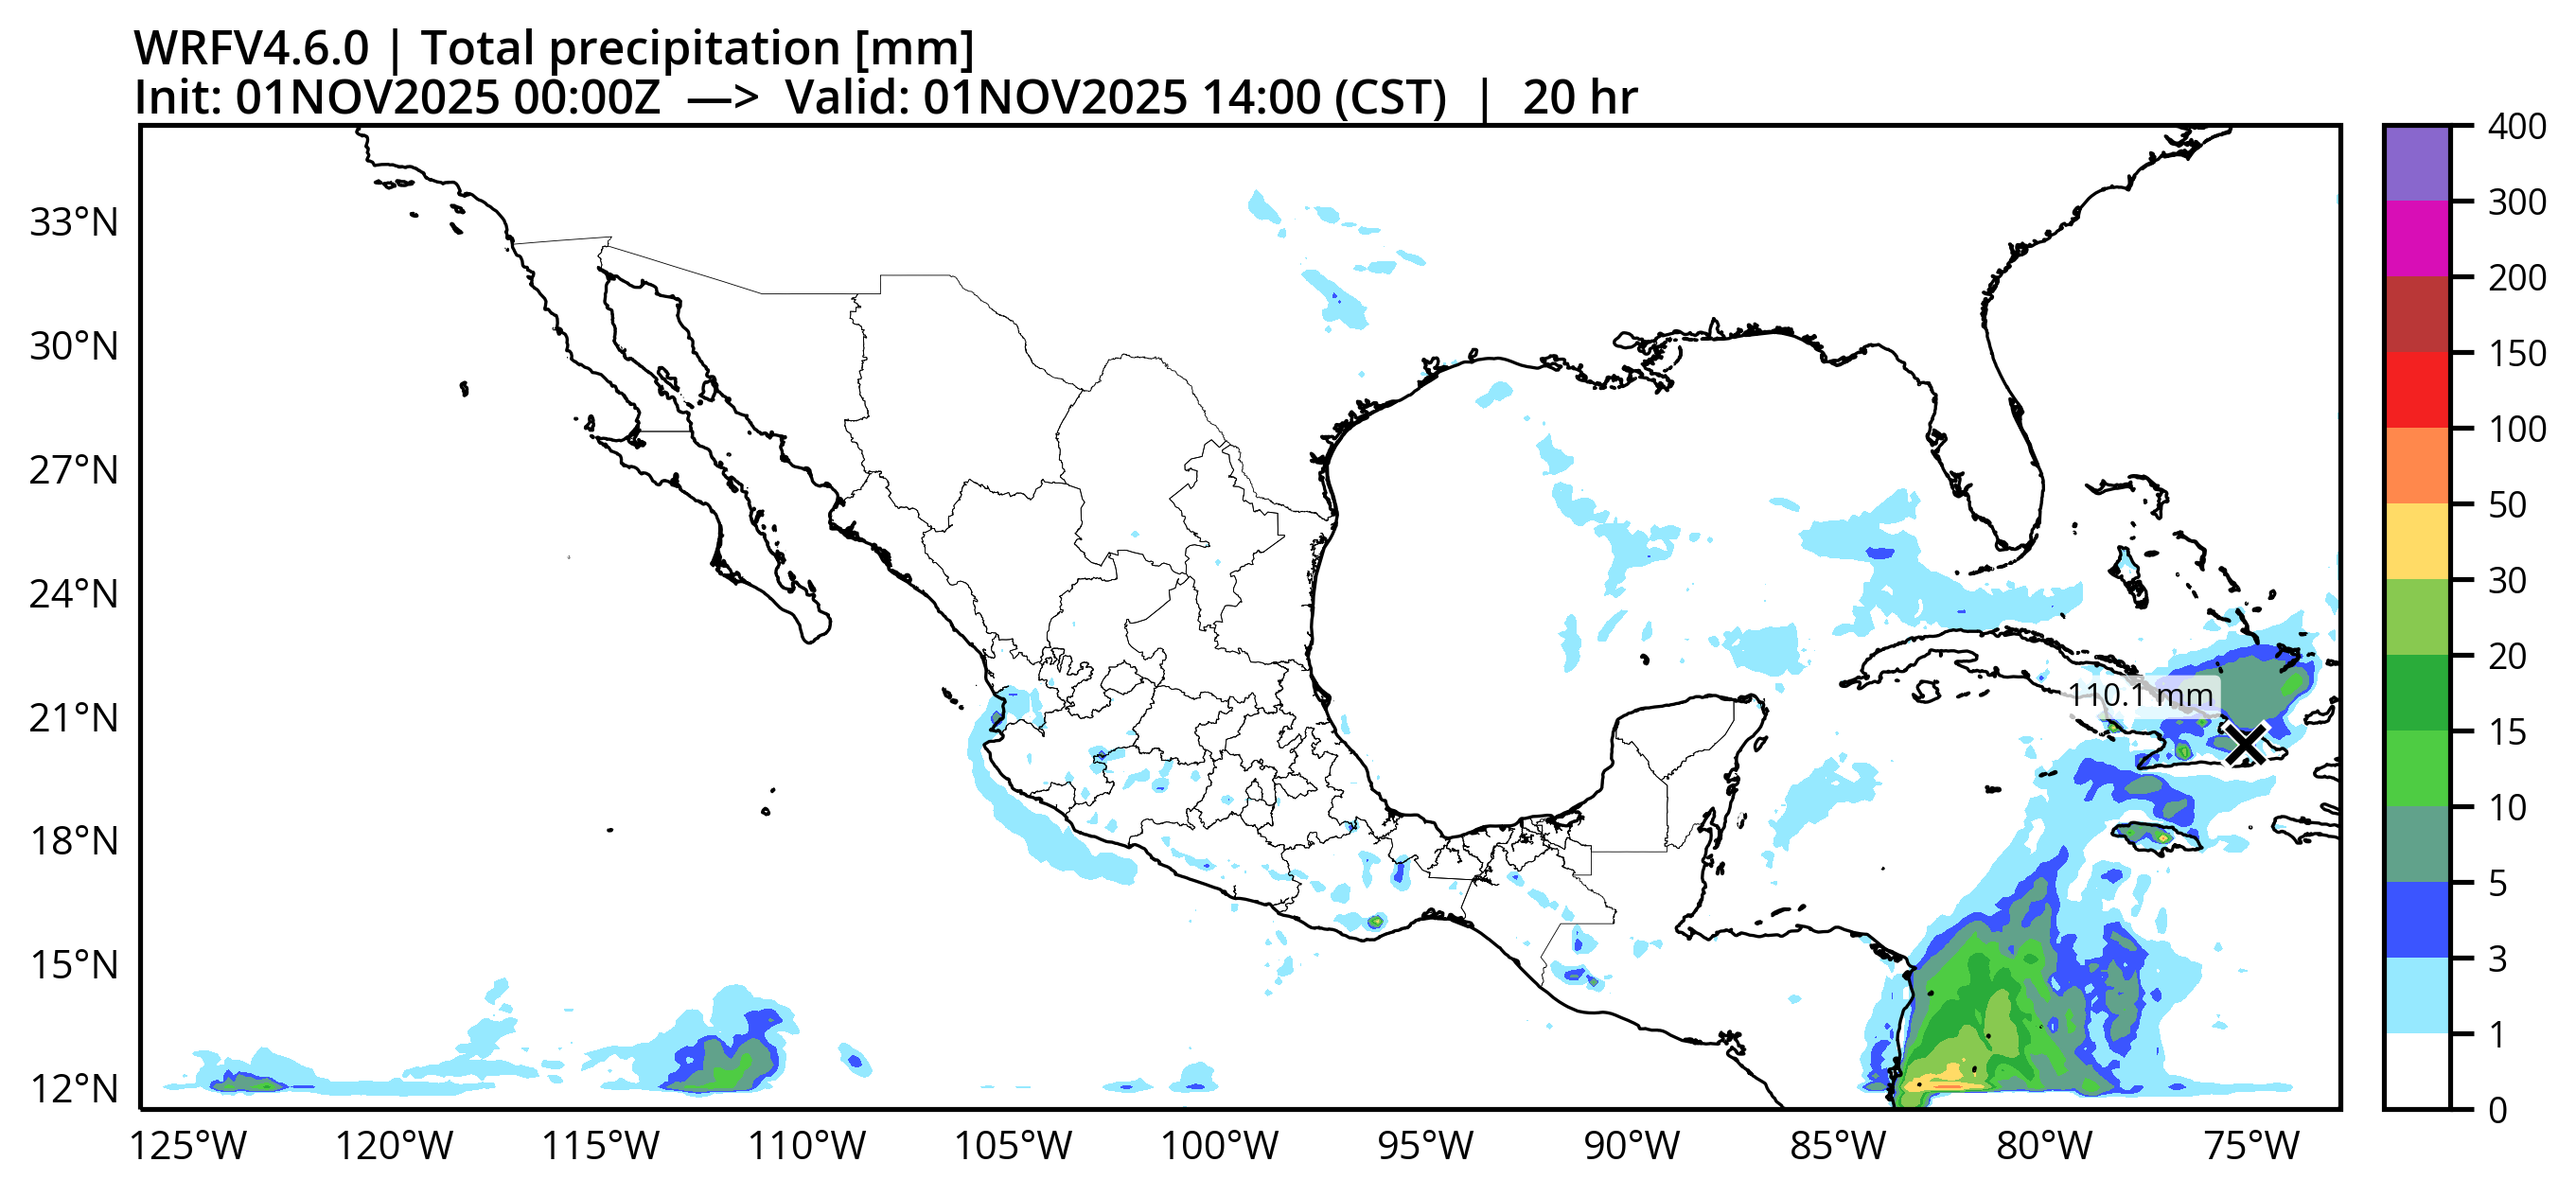 WRFV4.6.0 | Total precipitation [mm]
Init: 01NOV2025 00:00Z —> Valid: 01NOV2025 14:00 (CST) | 20 hr
33°N
30°N
27°N
24°N
21°N
18°N
15°N
12°N
125°W
120°W
115°W
110°W
105°W
100°W
95°W
90°W
85°W
80°W
75°W
110.1 mm
400
300
200
150
100
50
30
20
15
10
5
3
1
0